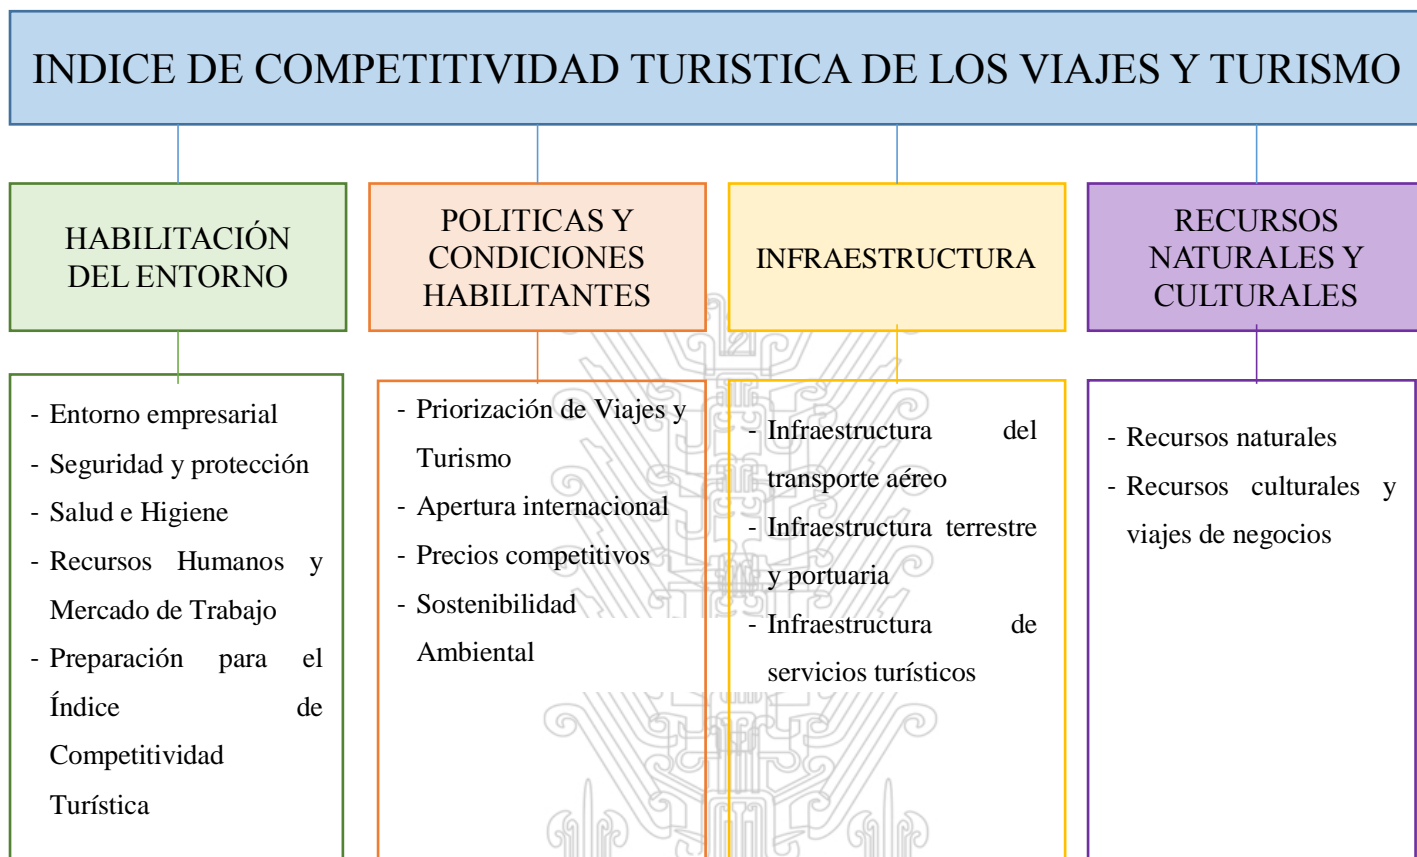 INDICE DE COMPETITIVIDAD TURISTICA DE LOS VIAJES Y TURISMO
HABILITACIÓN
DEL ENTORNO
- Entorno empresarial
- Seguridad y protección
- Salud e Higiene
- Recursos Humanos y
Mercado de Trabajo
- Preparación para el
Índice de
Competitividad
Turística
POLITICAS Y
CONDICIONES
HABILITANTES
- Priorización de Viajes y
Turismo
- Apertura internacional
- Precios competitivos
- Sostenibilidad
Ambiental
INFRAESTRUCTURA
- Infraestructura del
transporte aéreo
- Infraestructura terrestre
y portuaria
- Infraestructura de
servicios turísticos
RECURSOS
NATURALES Y
CULTURALES
- Recursos naturales
- Recursos culturales y
viajes de negocios